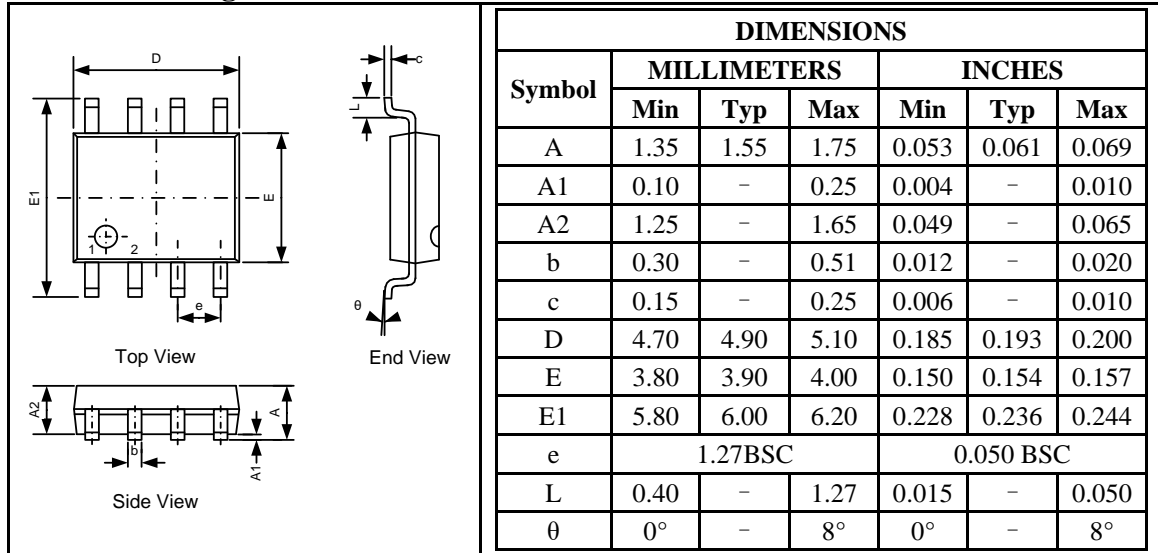 D
c
L
E1
E
1 2
e
θ
Top View
End View
A2
A
b
A1
Side View
DIMENSIONS
Symbol MILLIMETERS INCHES
Min Typ Max Min Typ Max
A 1.35 1.55 1.75 0.053 0.061 0.069
A1 0.10 – 0.25 0.004 – 0.010
A2 1.25 – 1.65 0.049 – 0.065
b 0.30 – 0.51 0.012 – 0.020
c 0.15 – 0.25 0.006 – 0.010
D 4.70 4.90 5.10 0.185 0.193 0.200
E 3.80 3.90 4.00 0.150 0.154 0.157
E1 5.80 6.00 6.20 0.228 0.236 0.244
e 1.27BSC 0.050 BSC
L 0.40 – 1.27 0.015 – 0.050
θ 0° – 8° 0° – 8°